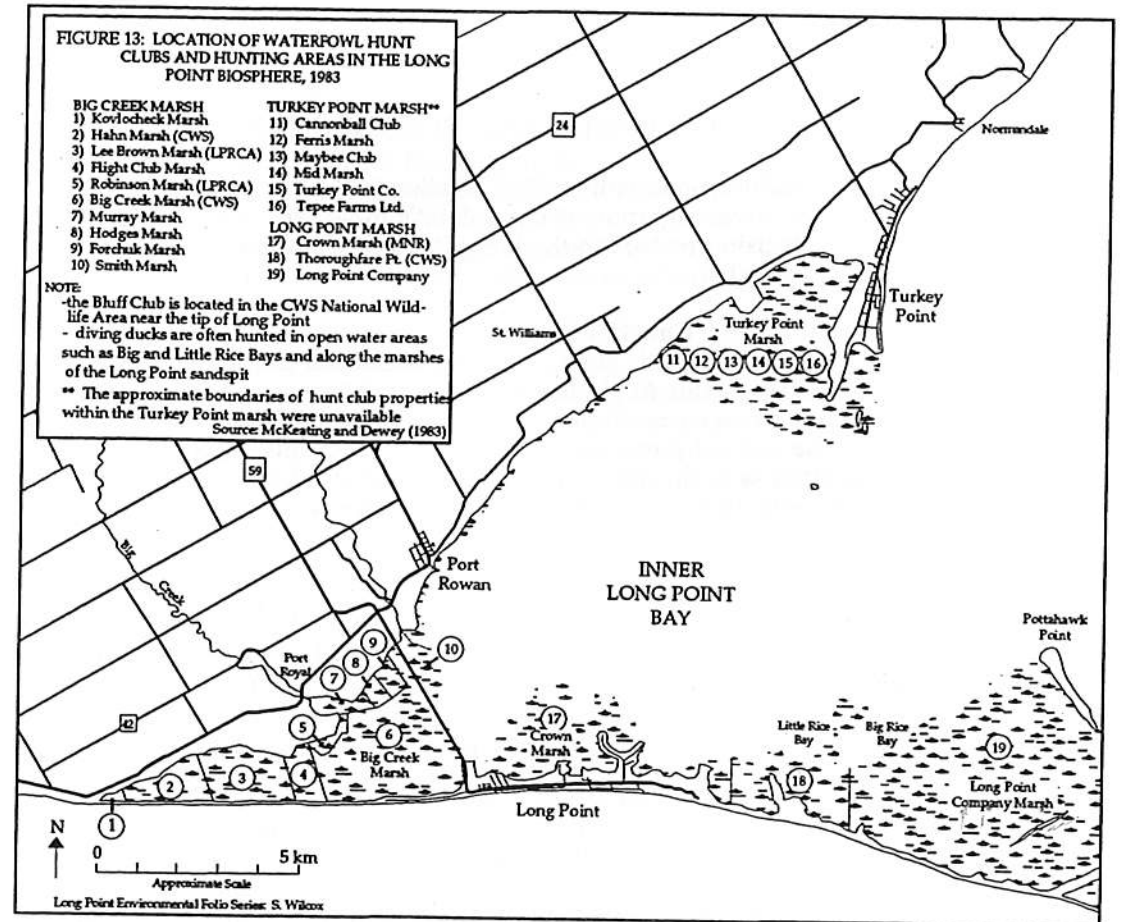 FIGURE 13: LOCATION OF WATERFOWL HUNT
CLUBS AND HUNTING AREAS IN THE LONG
POINT BIOSPHERE, 1983
BIG CREEK MARSH
1) Kovlocheck Marsh
2) Hahn Marsh (CWS)
3) Lee Brown Marsh (LPRCA)
4) Flight Club Marsh
5) Robinson Marsh (LPRCA)
6) Big Creek Marsh (CWS)
7) Murray Marsh
8) Hodges Marsh
9) Forchuk Marsh
10) Smith Marsh
TURKEY POINT MARSH**
11) Cannonball Club
12) Ferris Marsh
13) Maybee Club
14) Mid Marsh
15) Turkey Point Co.
16) Tepee Farms Ltd.
LONG POINT MARSH
17) Crown Marsh (MNR)
18) Thoroughfare Pt. (CWS)
19) Long Point Company
NOTE:
-the Bluff Club is located in the CWS National Wild-
life Area near the tip of Long Point
- diving ducks are often hunted in open water areas
such as Big and Little Rice Bays and along the marshes
of the Long Point sandspit
** The approximate boundaries of hunt club properties
within the Turkey Point marsh were unavailable
Source: McKeating and Dewey (1983)
24
Normandale
Turkey
Point
Turkey Point
Marsh
St. Williams
11 12 13 14 15 16
59
Big
Creek
Port
Rowan
INNER
LONG POINT
BAY
Pottahawk
Point
Port
Royal
9
8
7
10
42
5
6
Big Creek
Marsh
17
Crown
Marsh
Little Rice
Bay
Big Rice
Bay
19
Long Point
Company Marsh
18
2
3
4
1
Long Point
N
0
5 km
Approximate Scale
Long Point Environmental Folio Series: S. Wilcox